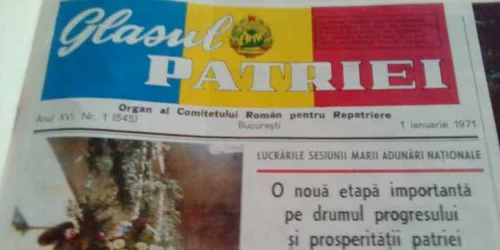 Glasul
PATRIEI
Organ al Comitetului Român pentru Repatriere
Anul XVI Nr. 1 (545)
București
1 ianuarie 1971
LUCRĂRILE SESIUNII MARII ADUNĂRI NAȚIONALE
O nouă etapă importantă
pe drumul progresului
și prosperității patriei